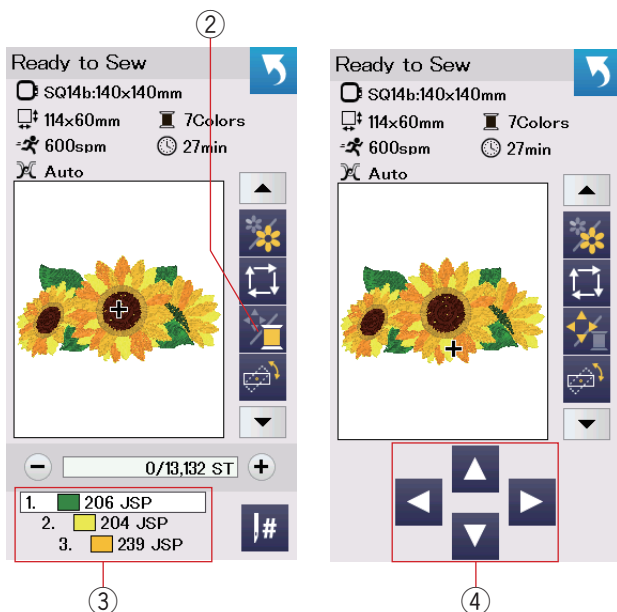 ②
Ready to Sew
SQ14b:140x140mm
114x60mm 7Colors
600spm 27min
Auto
0/13,132 ST
1. 206 JSP
2. 204 JSP
3. 239 JSP
#
③
Ready to Sew
SQ14b:140x140mm
114x60mm 7Colors
600spm 27min
Auto
④